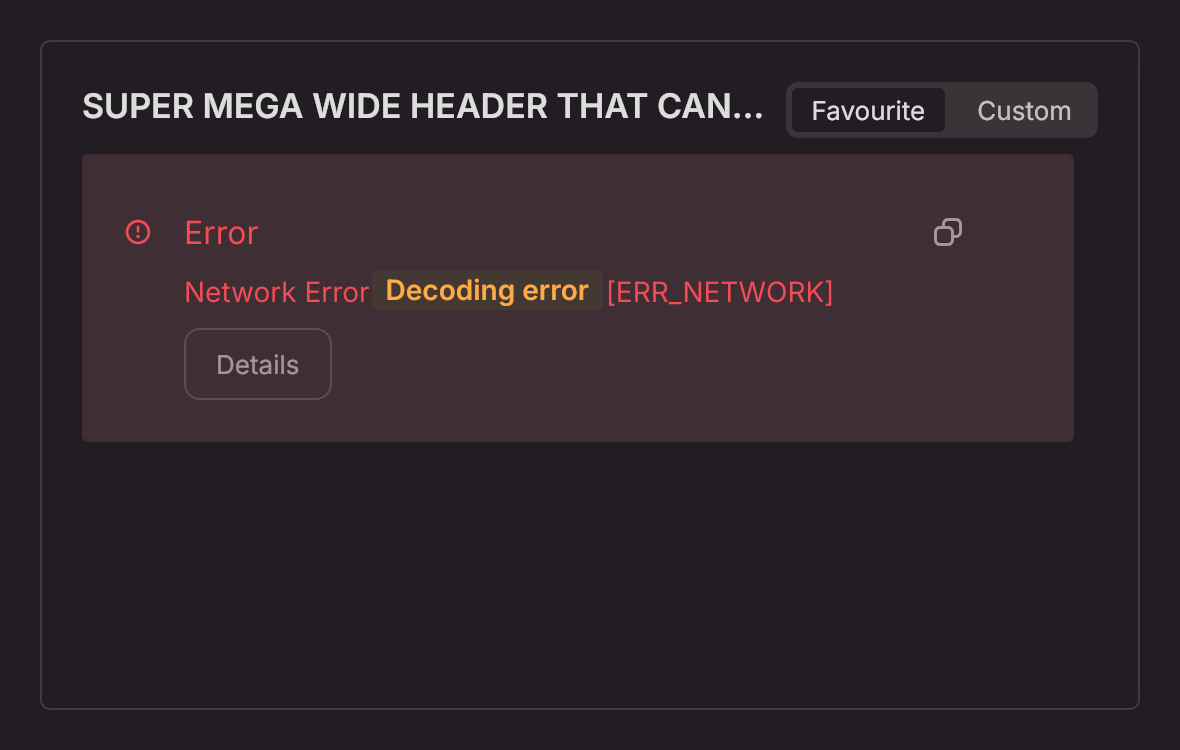 SUPER MEGA WIDE HEADER THAT CAN...
Favourite Custom
Error
Network Error Decoding error [ERR_NETWORK]
Details